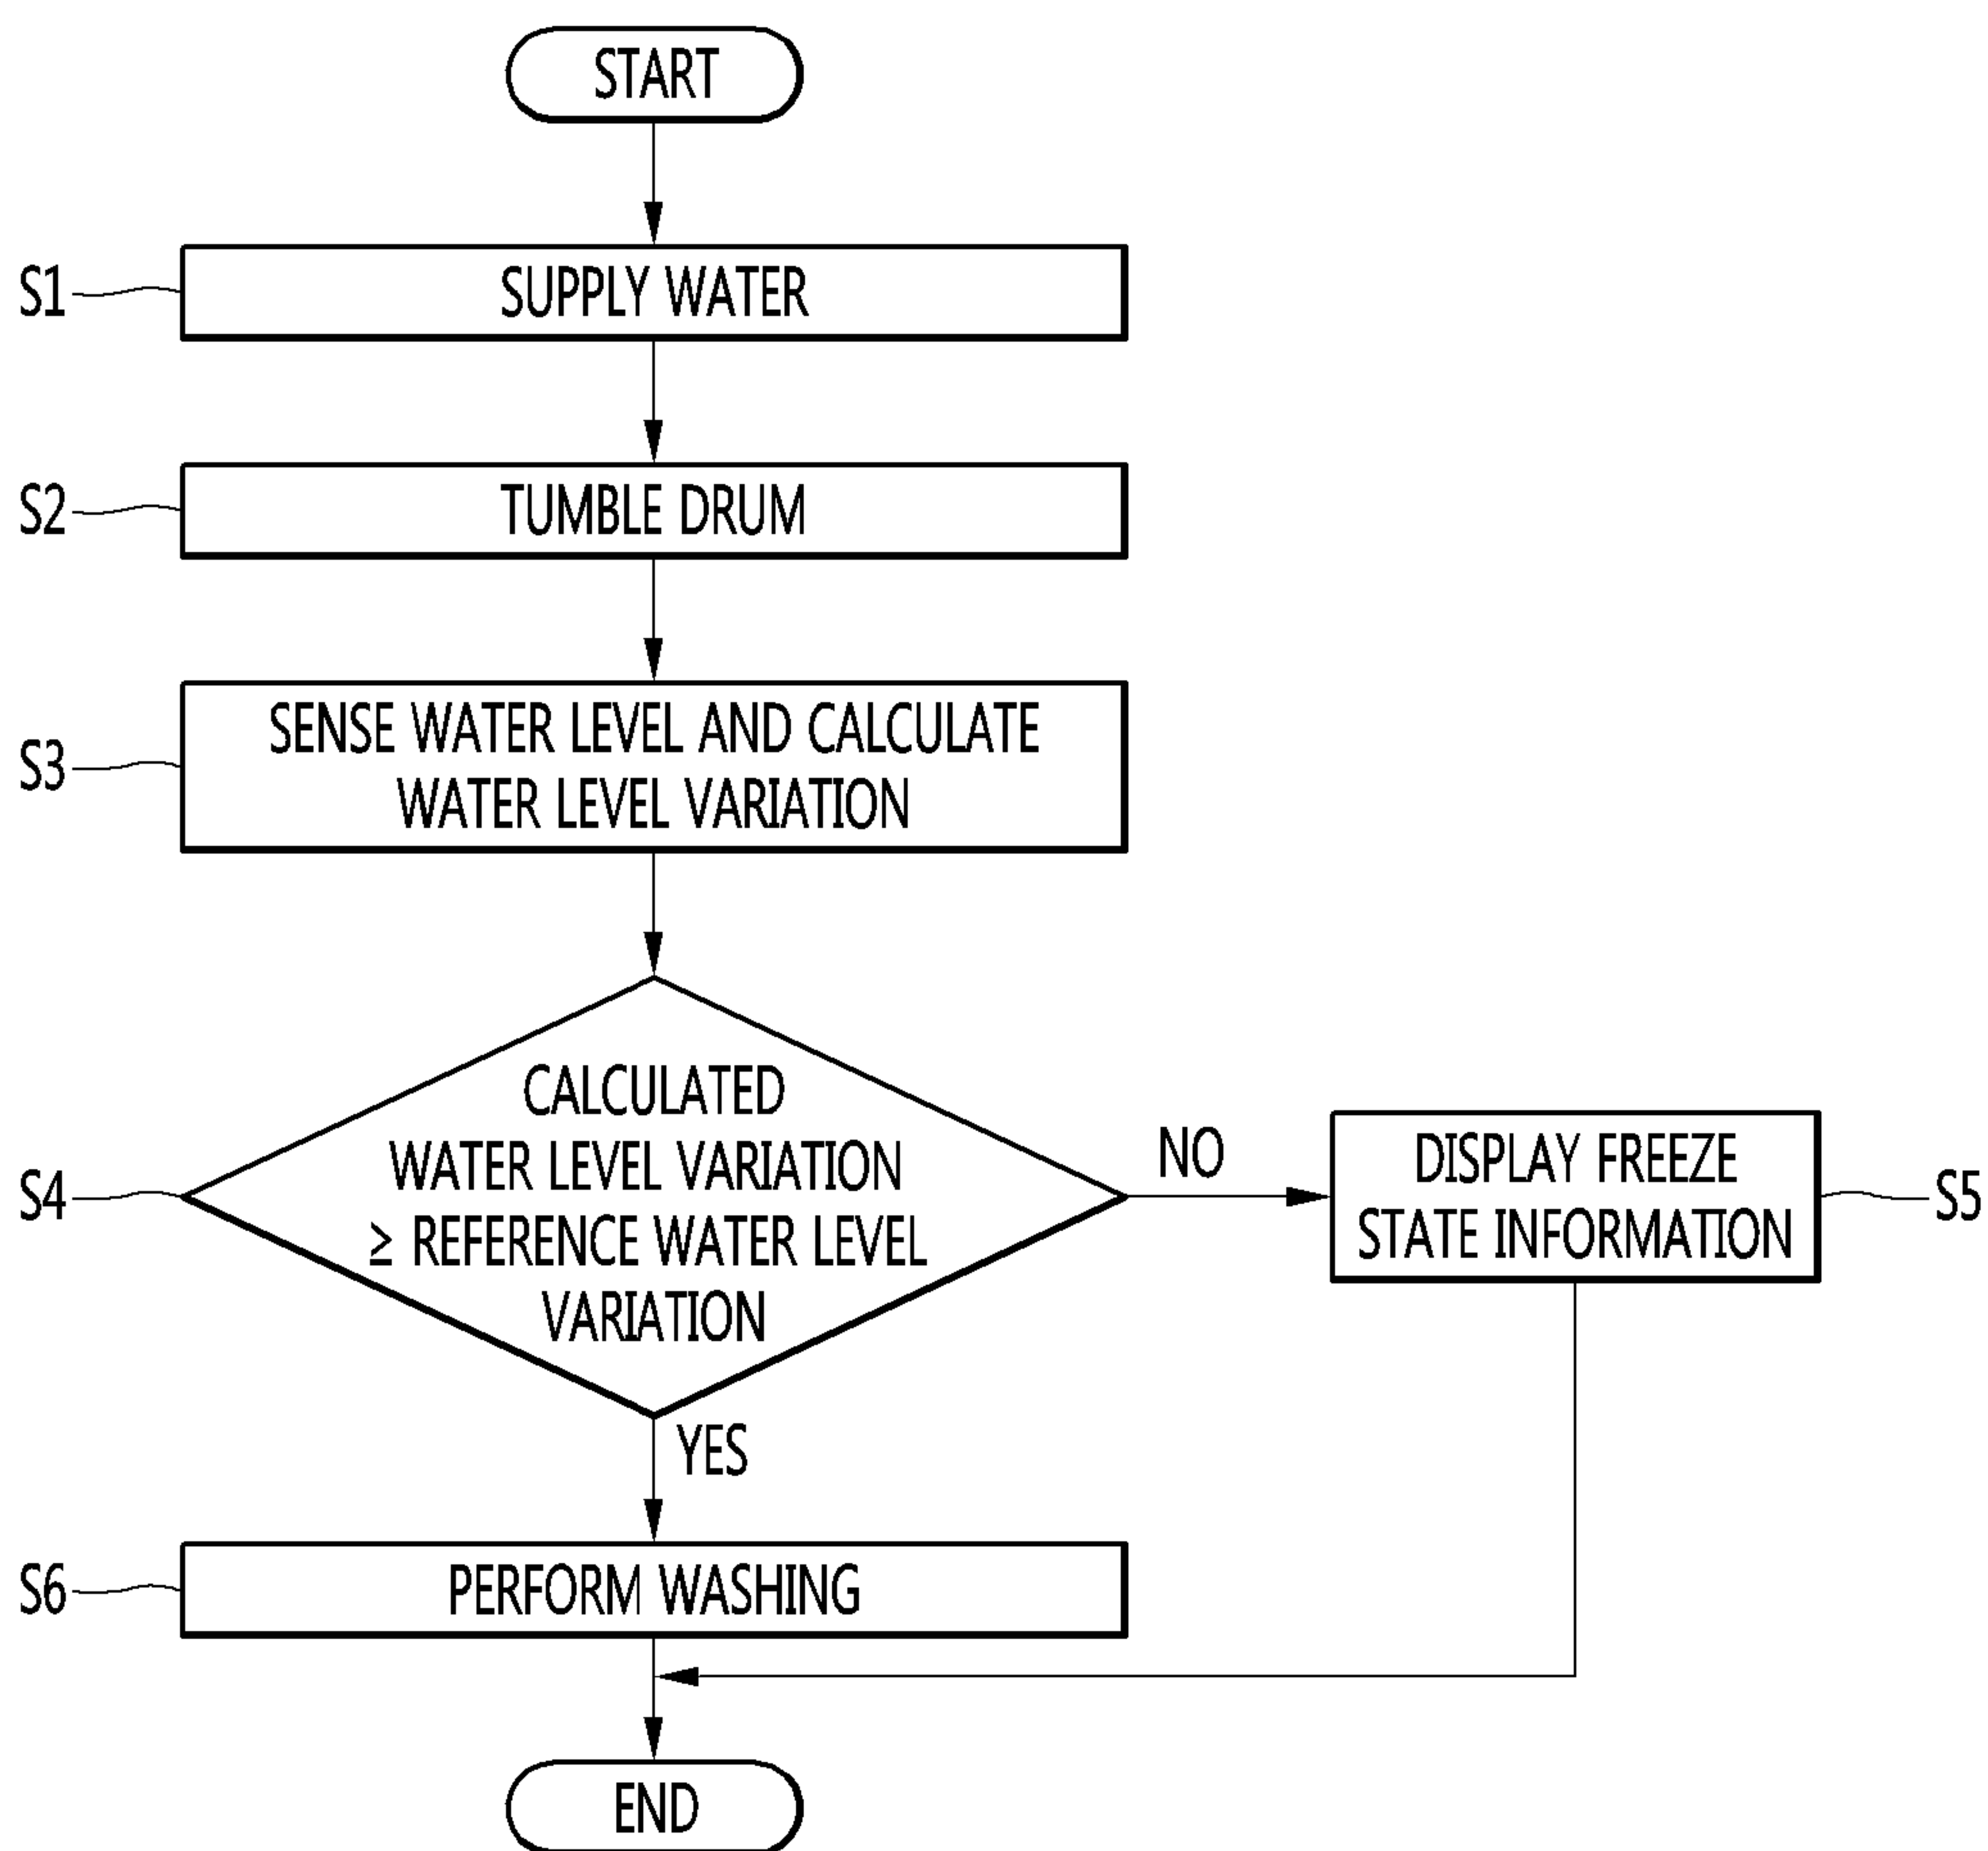 START
S1
SUPPLY WATER
S2
TUMBLE DRUM
S3
SENSE WATER LEVEL AND CALCULATE
WATER LEVEL VARIATION
S4
CALCULATED
WATER LEVEL VARIATION
≥ REFERENCE WATER LEVEL
VARIATION
NO
DISPLAY FREEZE
STATE INFORMATION
S5
YES
S6
PERFORM WASHING
END